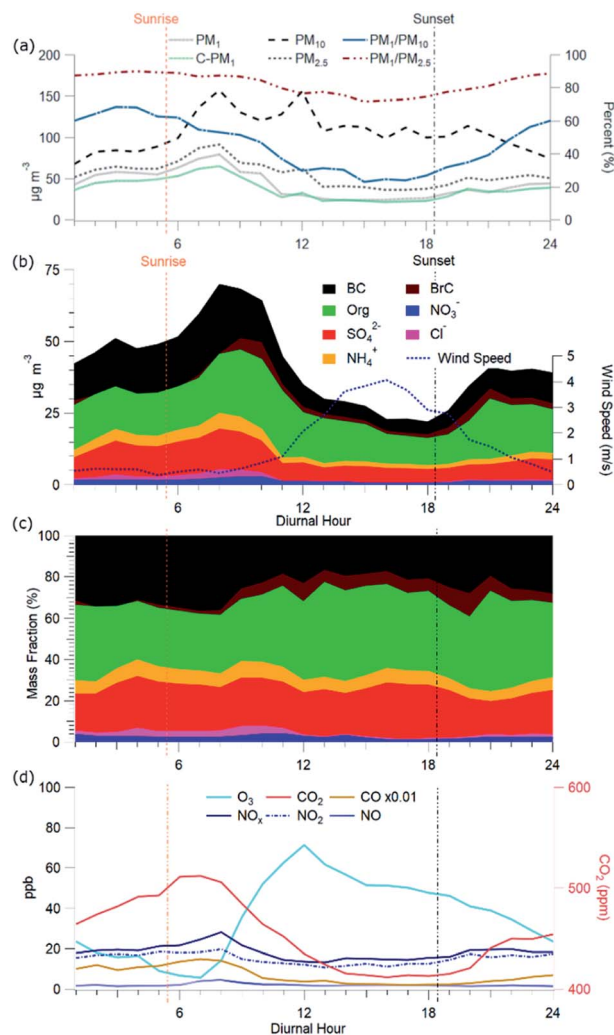 (a)
Sunrise
Sunset
PM₁ PM₁₀ PM₁/PM₁₀
C-PM₁ PM₂.₅ PM₁/PM₂.₅
200
150
100
50
0
µg m⁻³
100
80
60
40
20
0
Percent (%)
6 12 18 24
(b)
Sunrise
Sunset
BC BrC
Org NO₃⁻
SO₄²⁻ Cl⁻
NH₄⁺ Wind Speed
75
50
25
0
µg m⁻³
5
4
3
2
1
0
Wind Speed (m/s)
6 12 18 24
Diurnal Hour
(c)
100
80
60
40
20
0
Mass Fraction (%)
6 12 18 24
(d)
O₃ CO₂ CO x0.01
NOₓ NO₂ NO
100
80
60
40
20
0
ppb
600
500
400
CO₂ (ppm)
6 12 18 24
Diurnal Hour